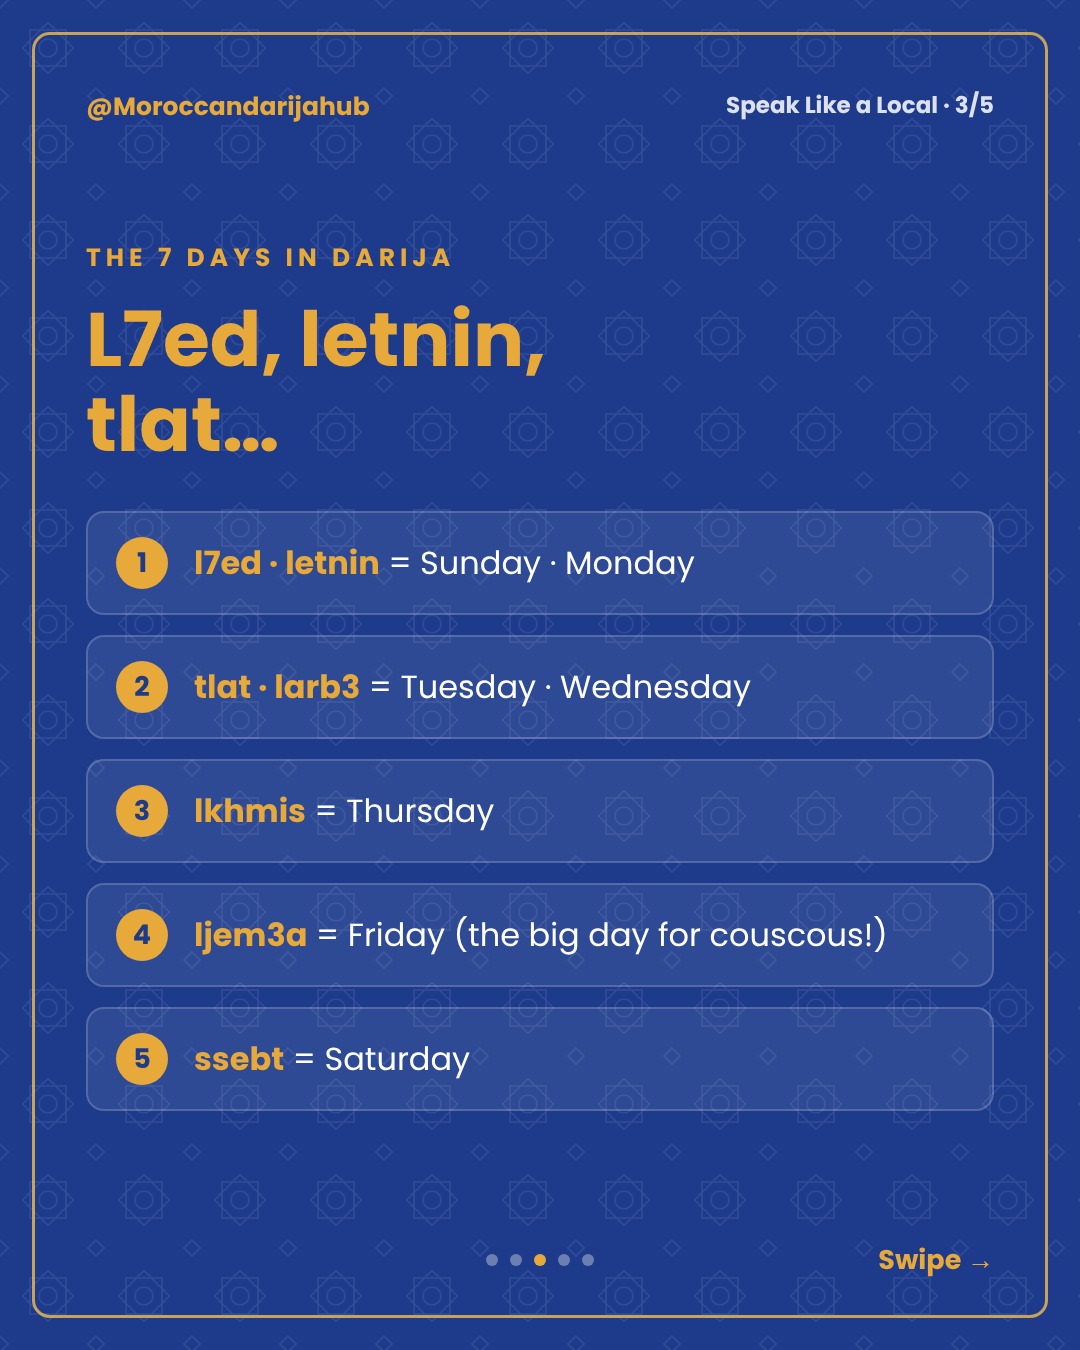 @Moroccandarijahub
Speak Like a Local · 3/5
THE 7 DAYS IN DARIJA
L7ed, letnin,
tlat...
1 l7ed · letnin = Sunday · Monday
2 tlat · larb3 = Tuesday · Wednesday
3 lkhmis = Thursday
4 ljem3a = Friday (the big day for couscous!)
5 ssebt = Saturday
Swipe →